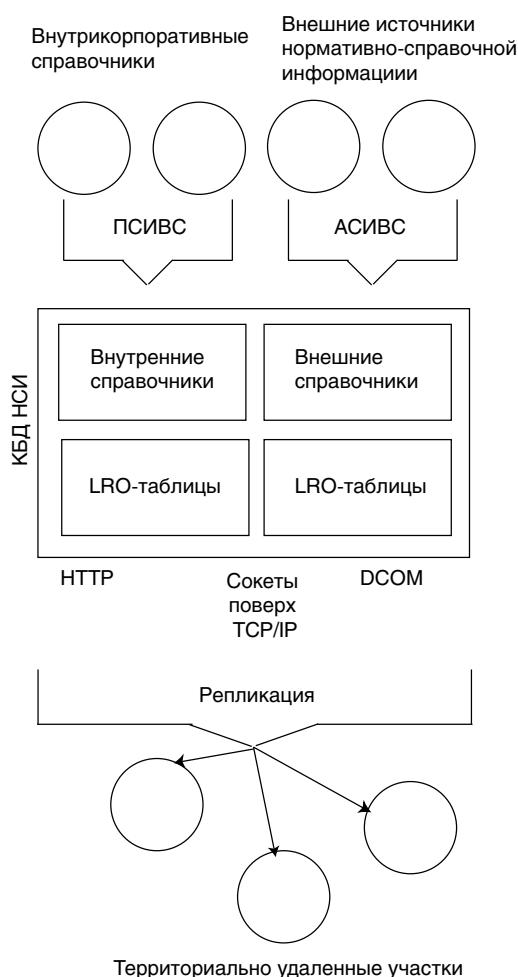 Внутрикорпоративные
справочники
Внешние источники
нормативно-справочной
информациии
ПСИВС
АСИВС
КБД НСИ
Внутренние
справочники
Внешние
справочники
LRO-таблицы
LRO-таблицы
HTTP
Сокеты
поверх
TCP/IP
DCOM
Репликация
Территориально удаленные участки